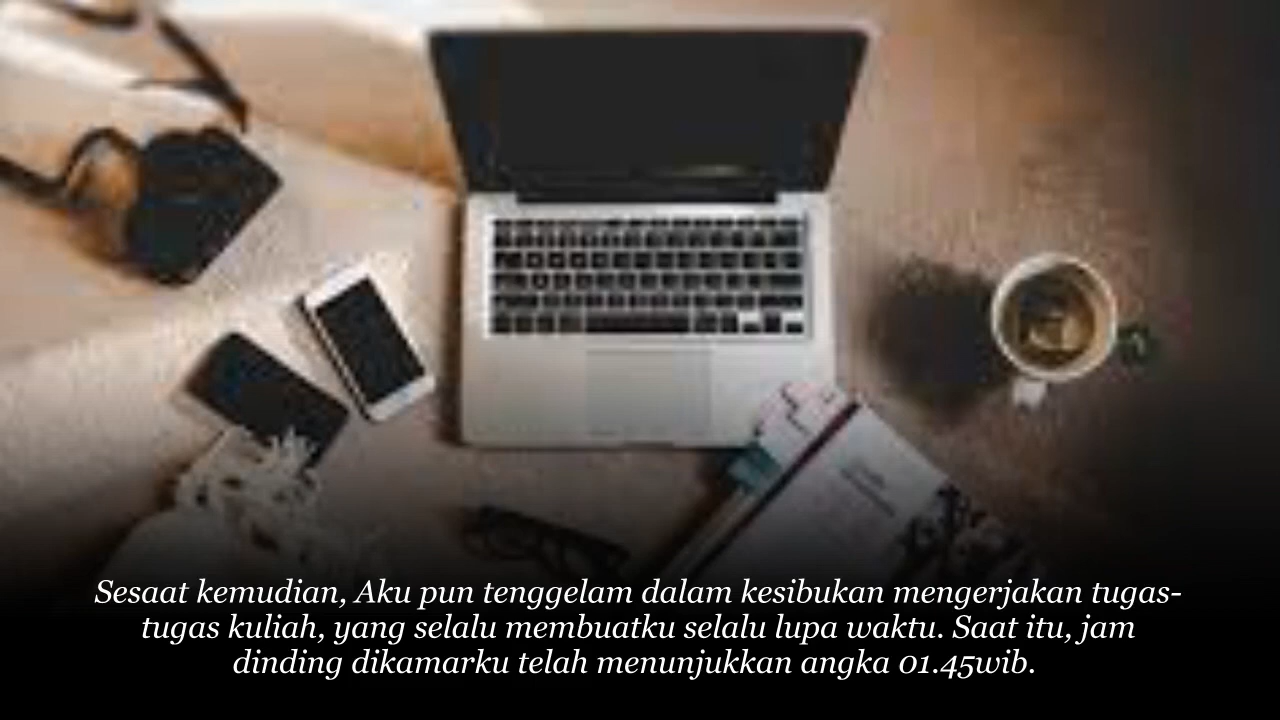 Sesaat kemudian, Aku pun tenggelam dalam kesibukan mengerjakan tugas-
tugas kuliah, yang selalu membuatku selalu lupa waktu. Saat itu, jam
dinding dikamarku telah menunjukkan angka 01.45wib.